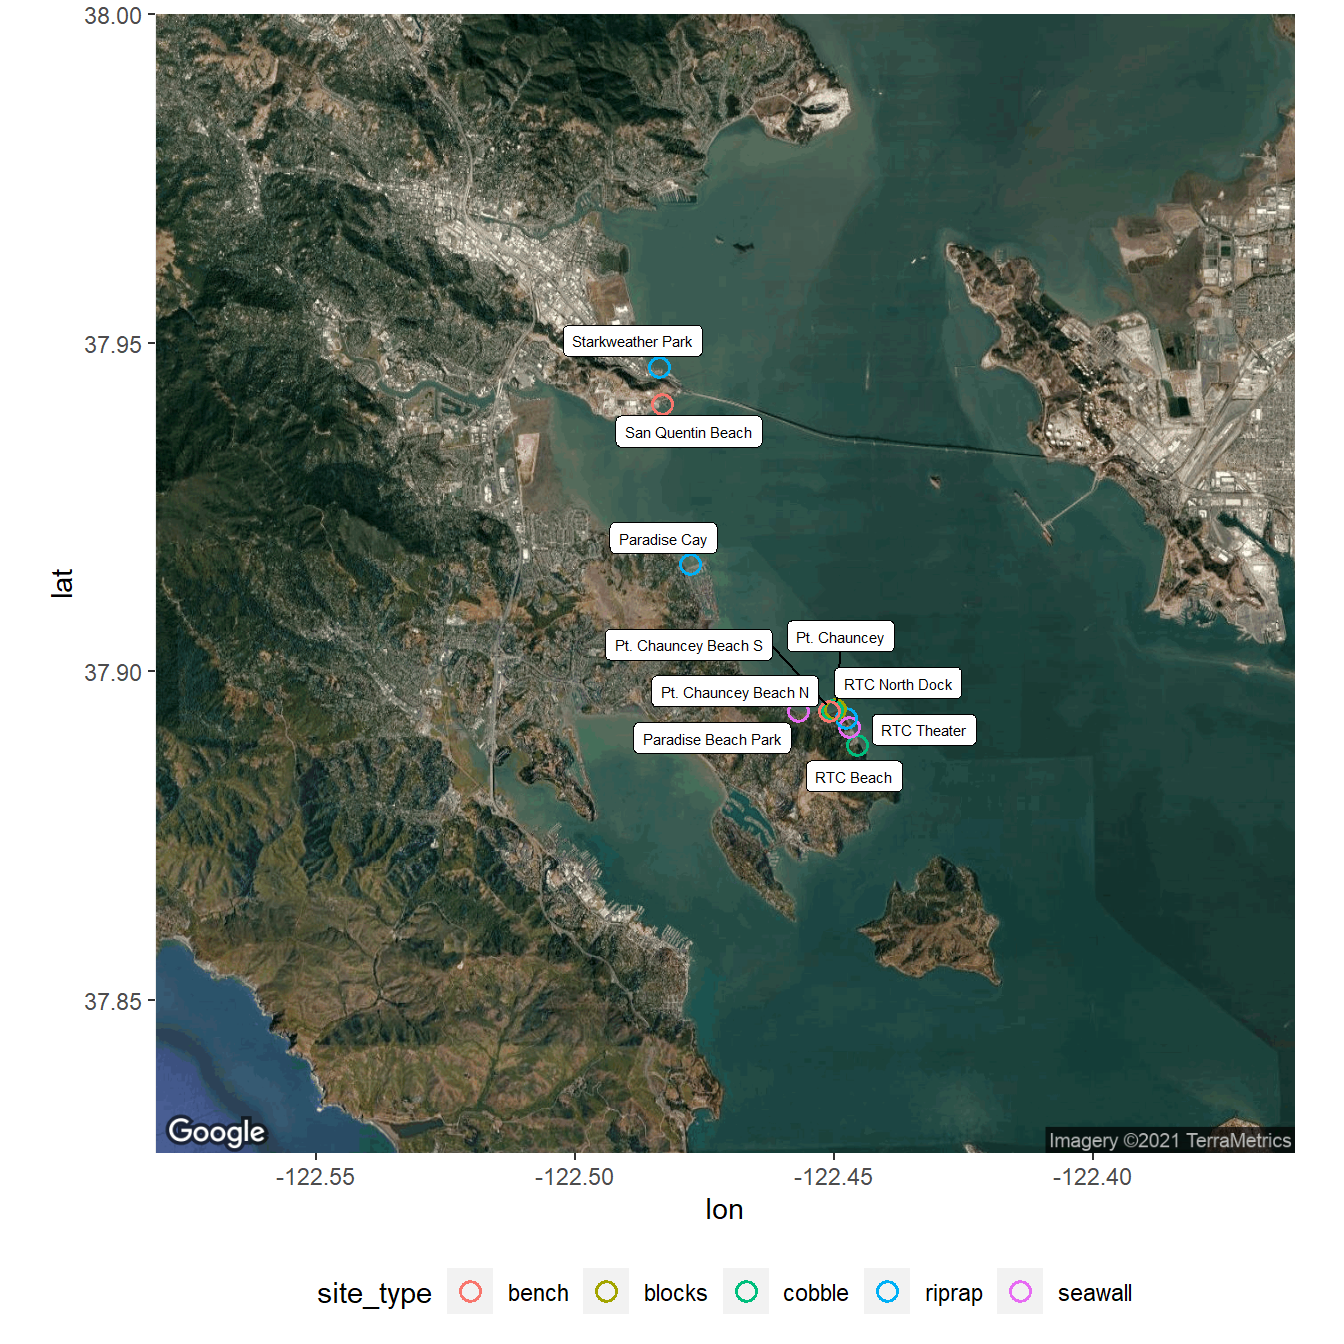 38.00
37.95
37.90
37.85
lat
Starkweather Park
San Quentin Beach
Paradise Cay
Pt. Chauncey
Pt. Chauncey Beach S
RTC North Dock
Pt. Chauncey Beach N
RTC Theater
Paradise Beach Park
RTC Beach
Google
Imagery ©2021 TerraMetrics
-122.55
-122.50
-122.45
-122.40
lon
site_type
bench
blocks
cobble
riprap
seawall